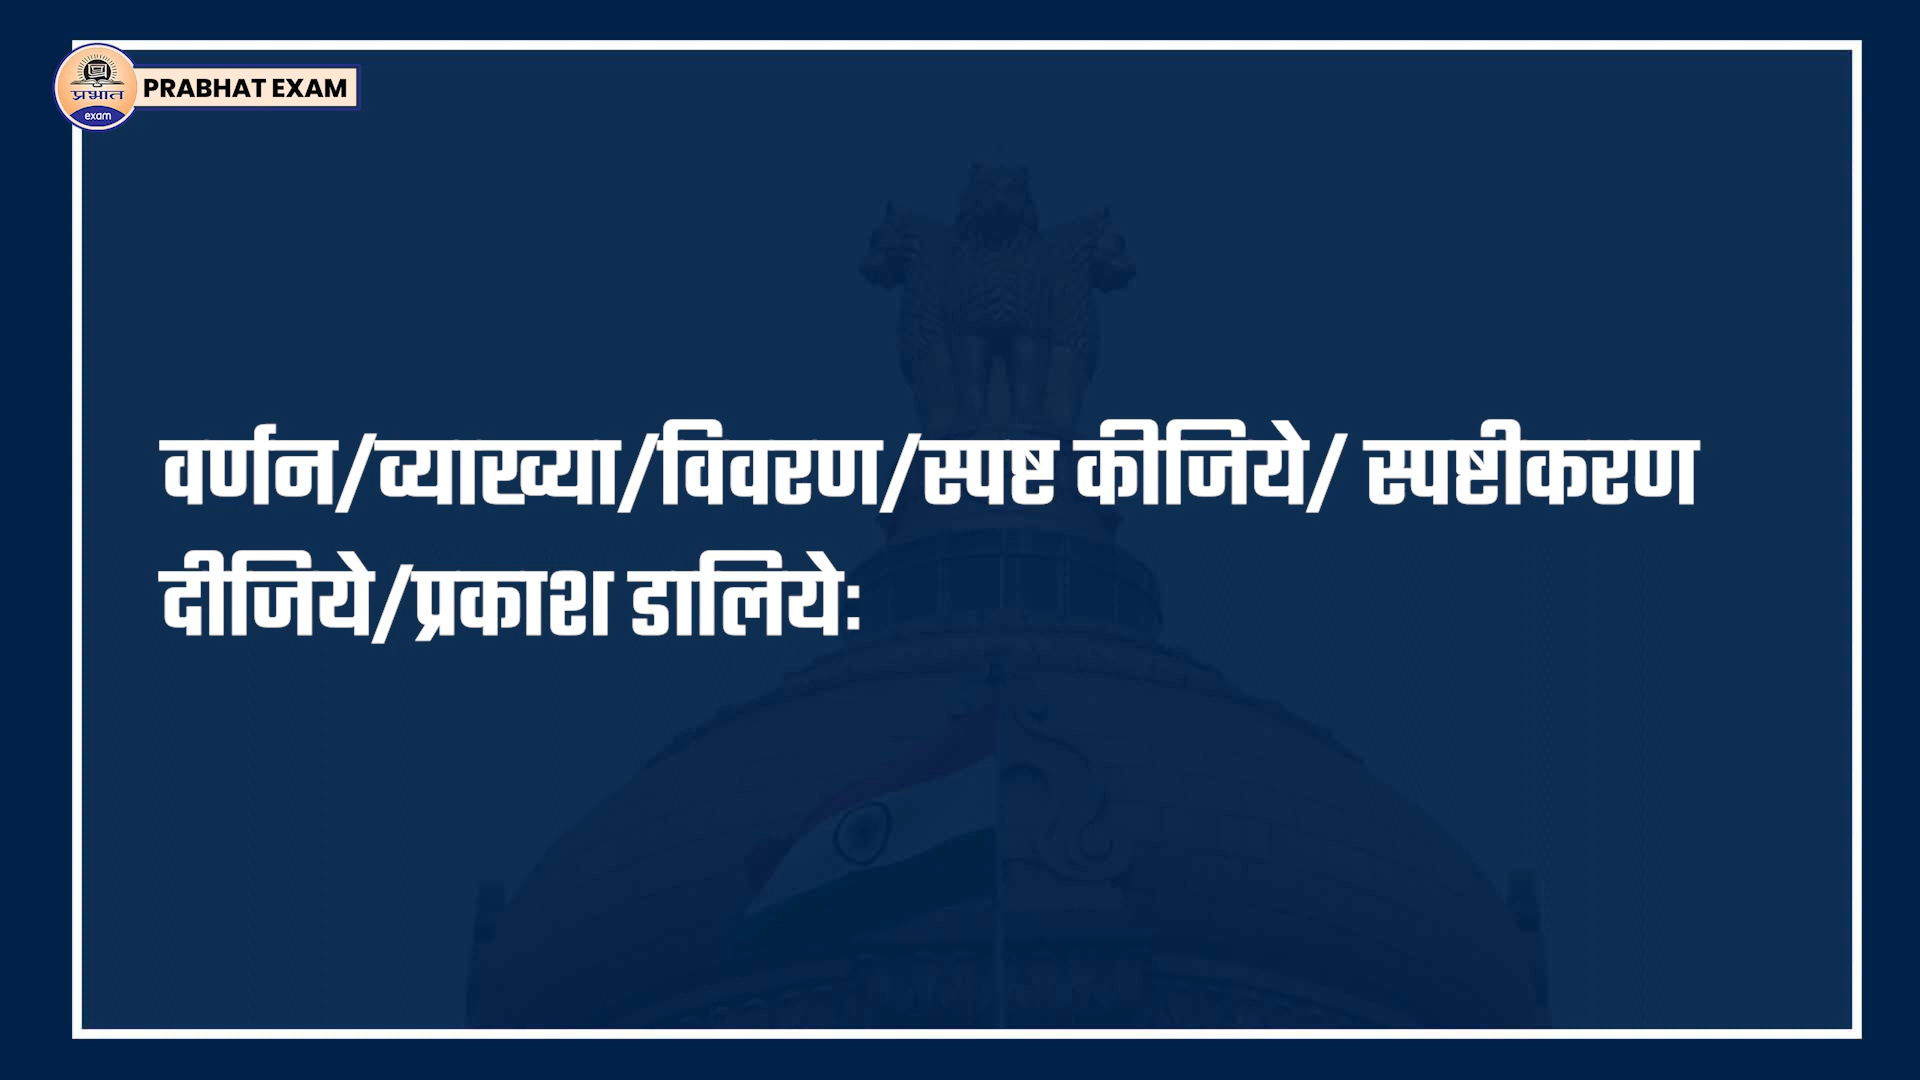 प्रभात
exam
PRABHAT EXAM
वर्णन/व्याख्या/विवरण/स्पष्ट कीजिये/ स्पष्टीकरण
दीजिये/प्रकाश डालिये: